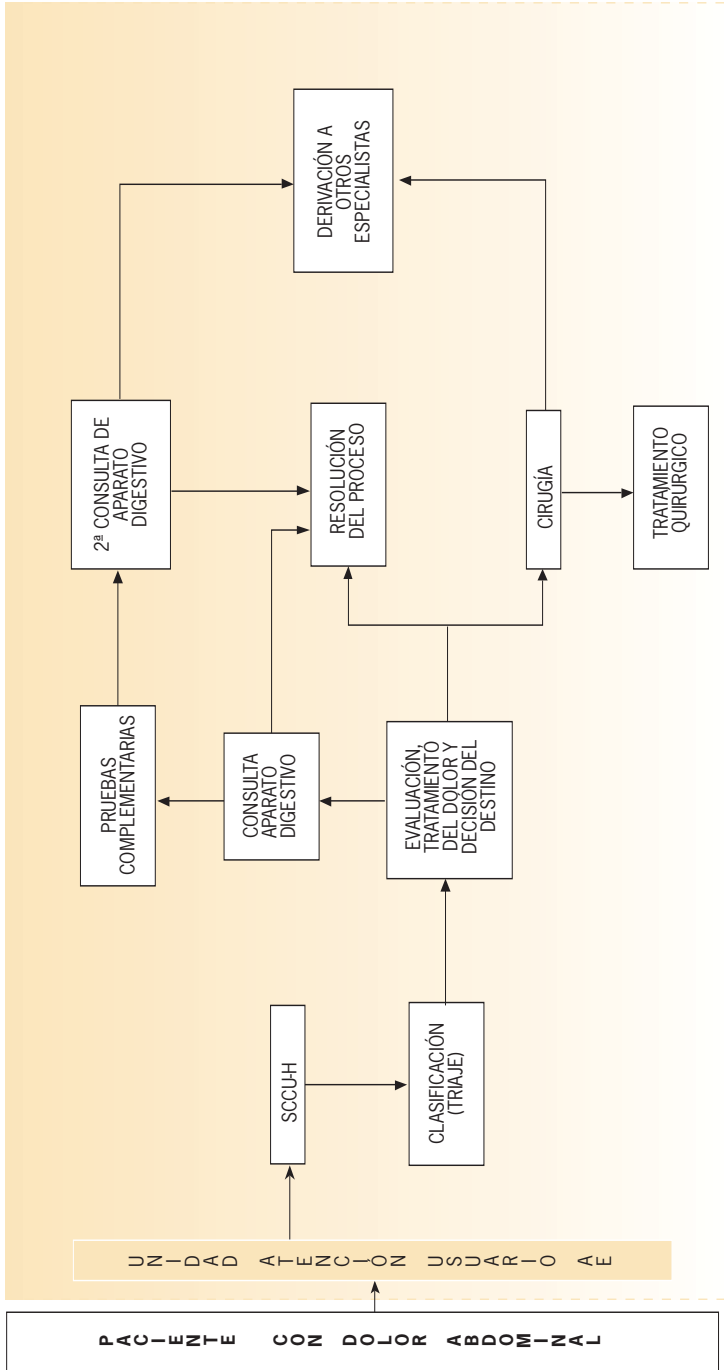 PACIENTE CON DOLOR ABDOMINAL
UNIDAD ATENCIÓN USUARIO AE
SCCU-H
CLASIFICACIÓN
(TRIAJE)
PRUEBAS
COMPLEMENTARIAS
CONSULTA
APARATO
DIGESTIVO
EVALUACIÓN,
TRATAMIENTO
DEL DOLOR Y
DECISIÓN DEL
DESTINO
2ª CONSULTA DE
APARATO
DIGESTIVO
RESOLUCIÓN
DEL PROCESO
CIRUGÍA
TRATAMIENTO
QUIRURGICO
DERIVACIÓN A
OTROS
ESPECIALISTAS